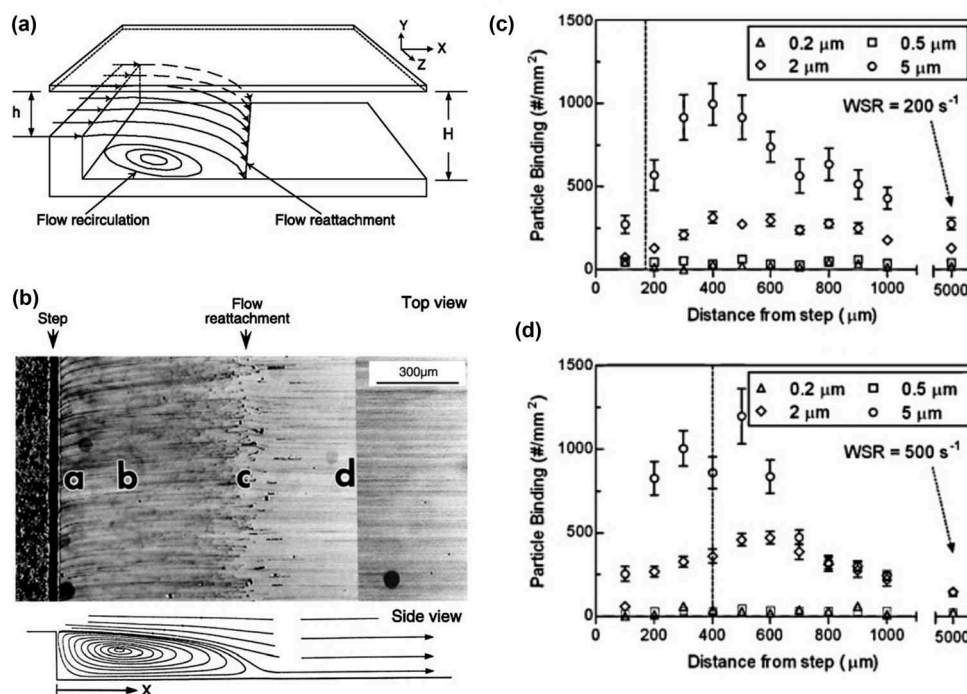 (a)
Y
X
Z
h
H
Flow recirculation
Flow reattachment
(b)
Flow
reattachment
Top view
Step
300μm
a b c d
Side view
X
(c)
Particle Binding (#/mm²)
1500
1000
500
0
0.2 μm 0.5 μm
2 μm 5 μm
WSR = 200 s⁻¹
0 200 400 600 800 1000 5000
Distance from step ( μm)
(d)
Particle Binding (#/mm²)
1500
1000
500
0
0.2 μm 0.5 μm
2 μm 5 μm
WSR = 500 s⁻¹
0 200 400 600 800 1000 5000
Distance from step ( μm)